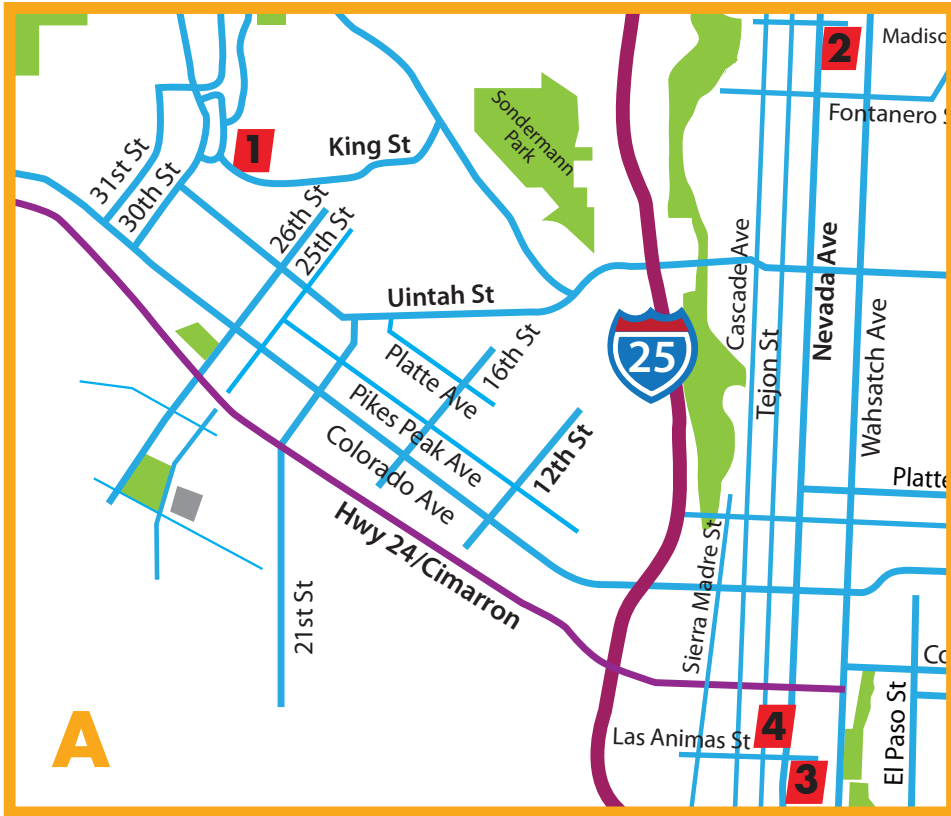 2
Madisc
Fontanero S
Sondermann
Park
1
King St
31st St
30th St
26th St
25th St
Uintah St
Cascade Ave
Tejon St
Nevada Ave
Wahsatch Ave
25
16th St
Platte Ave
Pikes Peak Ave
Colorado Ave
12th St
Platte
Hwy 24/Cimarron
21st St
Sierra Madre St
Co
El Paso St
Las Animas St
4
3
A